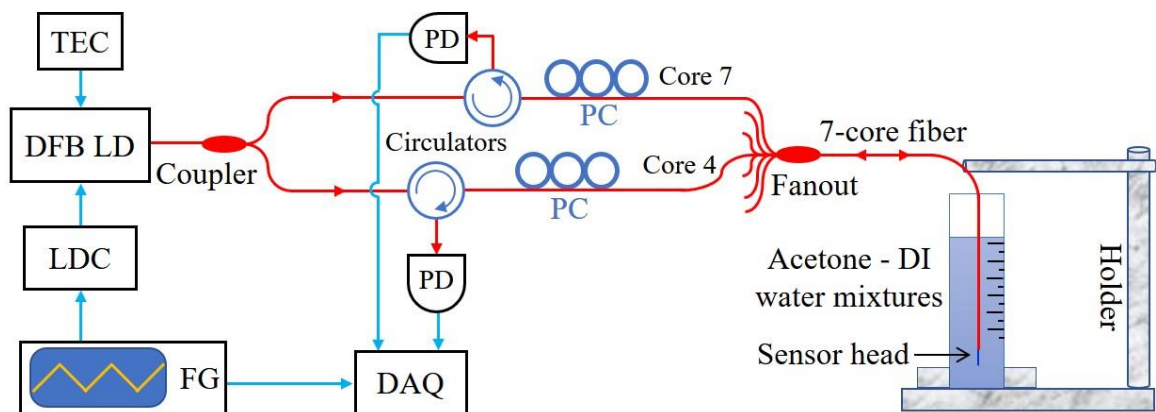 TEC
PD
Core 7
PC
DFB LD
Coupler
Circulators
Core 4
PC
7-core fiber
Fanout
LDC
PD
Acetone - DI
water mixtures
Holder
Sensor head
FG
DAQ